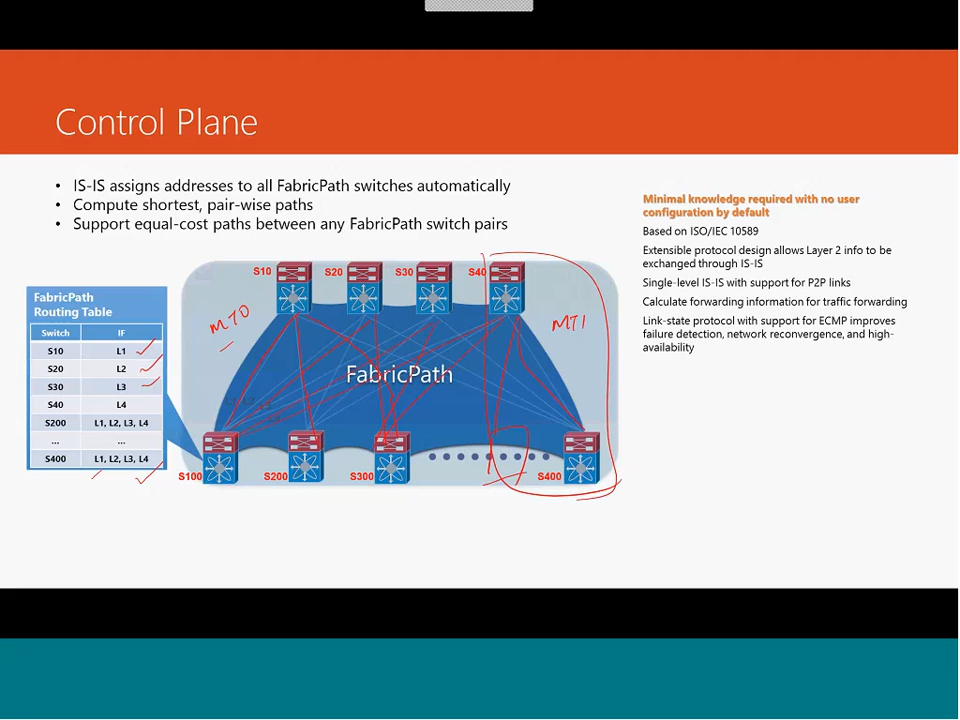 Control Plane
• IS-IS assigns addresses to all FabricPath switches automatically
• Compute shortest, pair-wise paths
• Support equal-cost paths between any FabricPath switch pairs
Minimal knowledge required with no user
configuration by default
Based on ISO/IEC 10589
Extensible protocol design allows Layer 2 info to be
exchanged through IS-IS
Single-level IS-IS with support for P2P links
Calculate forwarding information for traffic forwarding
Link-state protocol with support for ECMP improves
failure detection, network reconvergence, and high-
availability
FabricPath
Routing Table
Switch IF
S10 L1
S20 L2
S30 L3
S40 L4
S200 L1, L2, L3, L4
... ...
S400 L1, L2, L3, L4
S10 S20 S30 S40
MT0
MT1
FabricPath
S100 S200 S300 S400